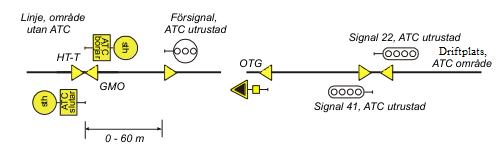 Linje, område
utan ATC
Försignal,
ATC utrustad
HT-T
ATC
börjar
sth
GMO
sth
ATC
slutar
0 - 60 m
OTG
Signal 22, ATC utrustad
Driftplats,
ATC område
Signal 41, ATC utrustad